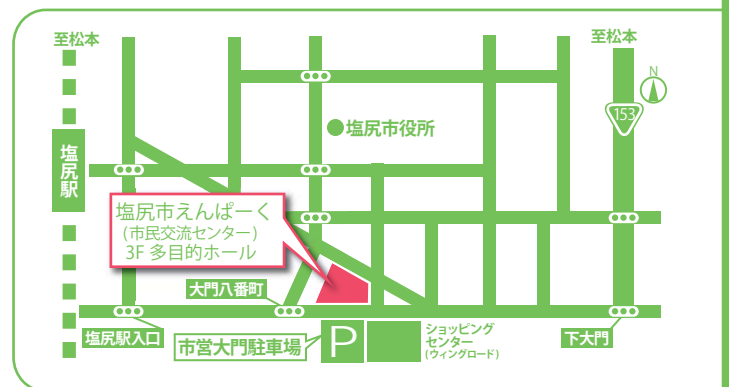 至松本
至松本
N
153
塩尻市役所
塩尻駅
塩尻市えんぱーく
(市民交流センター)
3F 多目的ホール
大門八番町
塩尻駅入口
市営大門駐車場
P
ショッピング
センター
(ウィングロード)
下大門